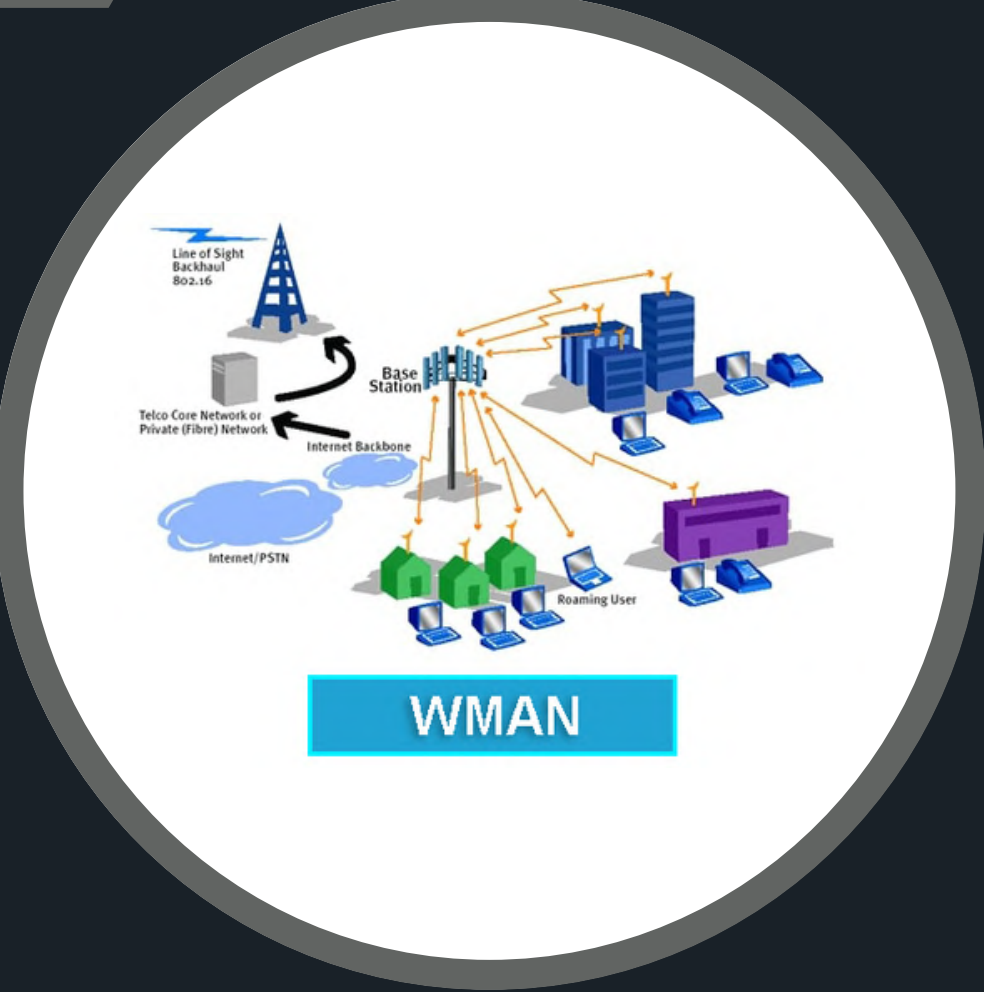 Line of Sight
Backhaul
802.16
Base
Station
Telco Core Network or
Private (Fibre) Network
Internet Backbone
Internet/PSTN
Roaming User
WMAN